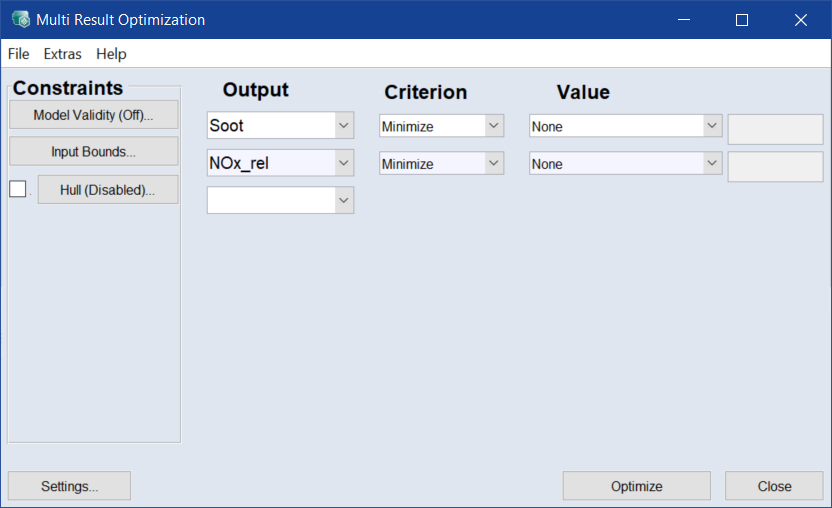 Multi Result Optimization
File Extras Help
Constraints Output Criterion Value
Model Validity (Off)...
Soot Minimize None
Input Bounds...
NOx_rel Minimize None
. Hull (Disabled)...
Settings... Optimize Close